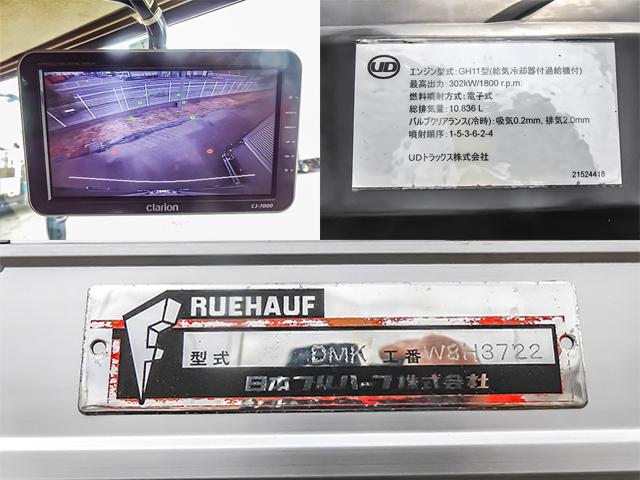 clarion
CJ-7000
UD
エンジン型式:GH11型(給気冷却器付過給機付)
最高出力:302kW/1800 r.p.m.
燃料噴射方式:電子式
総排気量:10.836 L
バルブクリアランス(冷時):吸気0.2mm, 排気2.0mm
噴射順序:1-5-3-6-2-4
UDトラックス株式会社
21524418
FRUEHAUF
型式 BMK 工番 W8H3722
日本フルハーフ株式会社